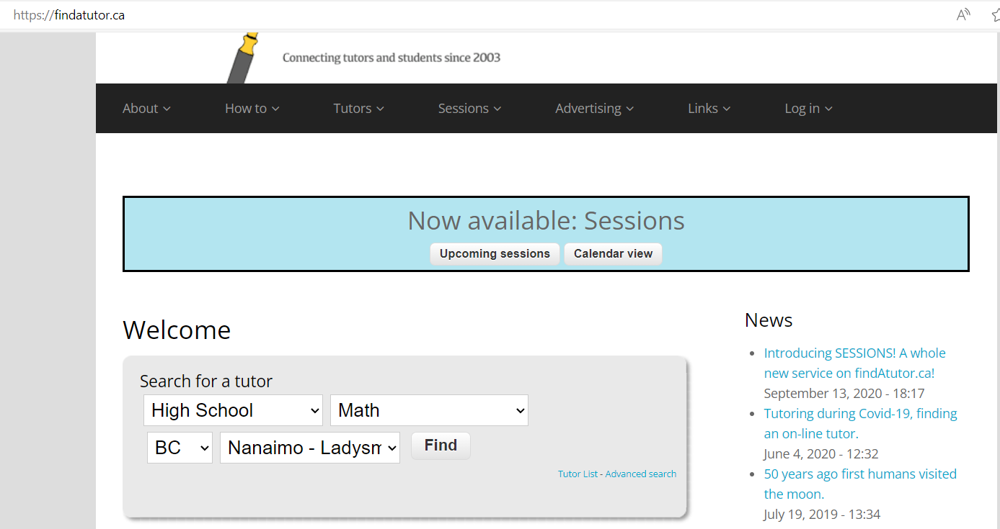 https://findatutor.ca
Connecting tutors and students since 2003
About How to Tutors Sessions Advertising Links Log in
Now available: Sessions
Upcoming sessions Calendar view
Welcome
Search for a tutor
High School Math
BC Nanaimo - Ladysm Find
Tutor List - Advanced search
News
Introducing SESSIONS! A whole
new service on findAtutor.ca!
September 13, 2020 - 18:17
Tutoring during Covid-19, finding
an on-line tutor.
June 4, 2020 - 12:32
50 years ago first humans visited
the moon.
July 19, 2019 - 13:34